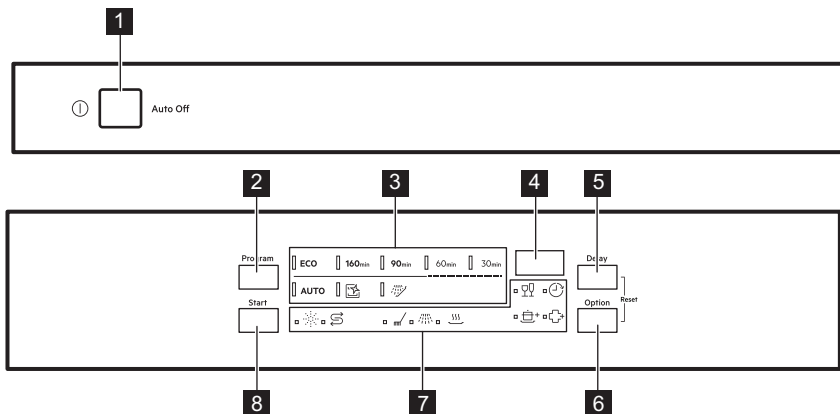 1
Auto Off
2
3
4
5
Program
ECO 160min 90min 60min 30min
Delay
AUTO
Reset
Start
Option
8
7
6